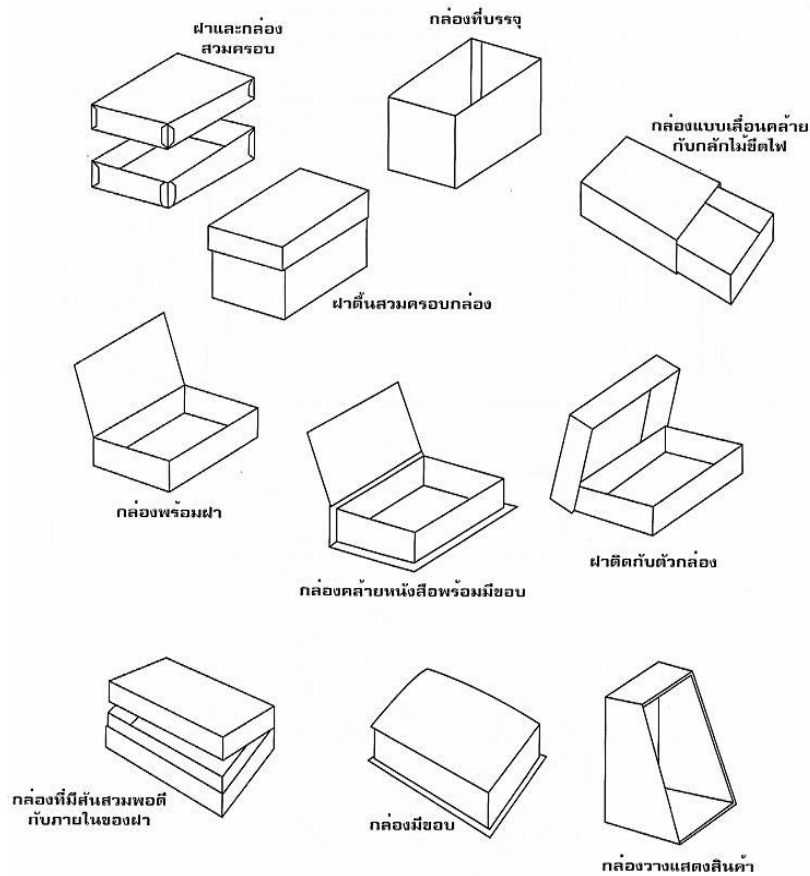 ฝาและกล่อง
สวมครอบ
กล่องที่บรรจุ
กล่องแบบเลื่อนคล้าย
กับกลักไม้ขีดไฟ
ฝาตื้นสวมครอบกล่อง
กล่องพร้อมฝา
กล่องคล้ายหนังสือพร้อมมีขอบ
ฝาติดกับตัวกล่อง
กล่องที่มีสันสวมพอดี
กับภายในของฝา
กล่องมีขอบ
กล่องวางแสดงสินค้า